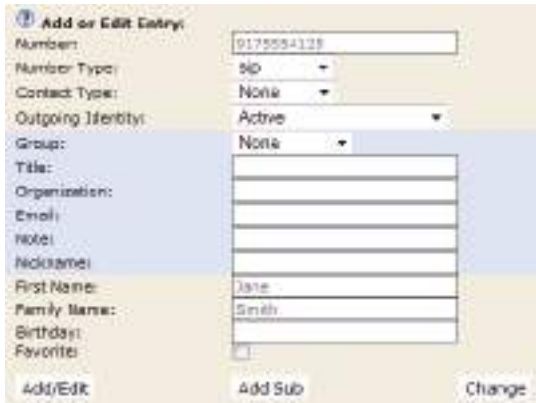 Add or Edit Entry:
Number: 9175554125
Number Type: sip
Contact Type: None
Outgoing Identity: Active
Group: None
Title:
Organization:
Email:
Note:
Nickname:
First Name: Jane
Family Name: Smith
Birthday:
Favorite:
Add/Edit Add Sub Change